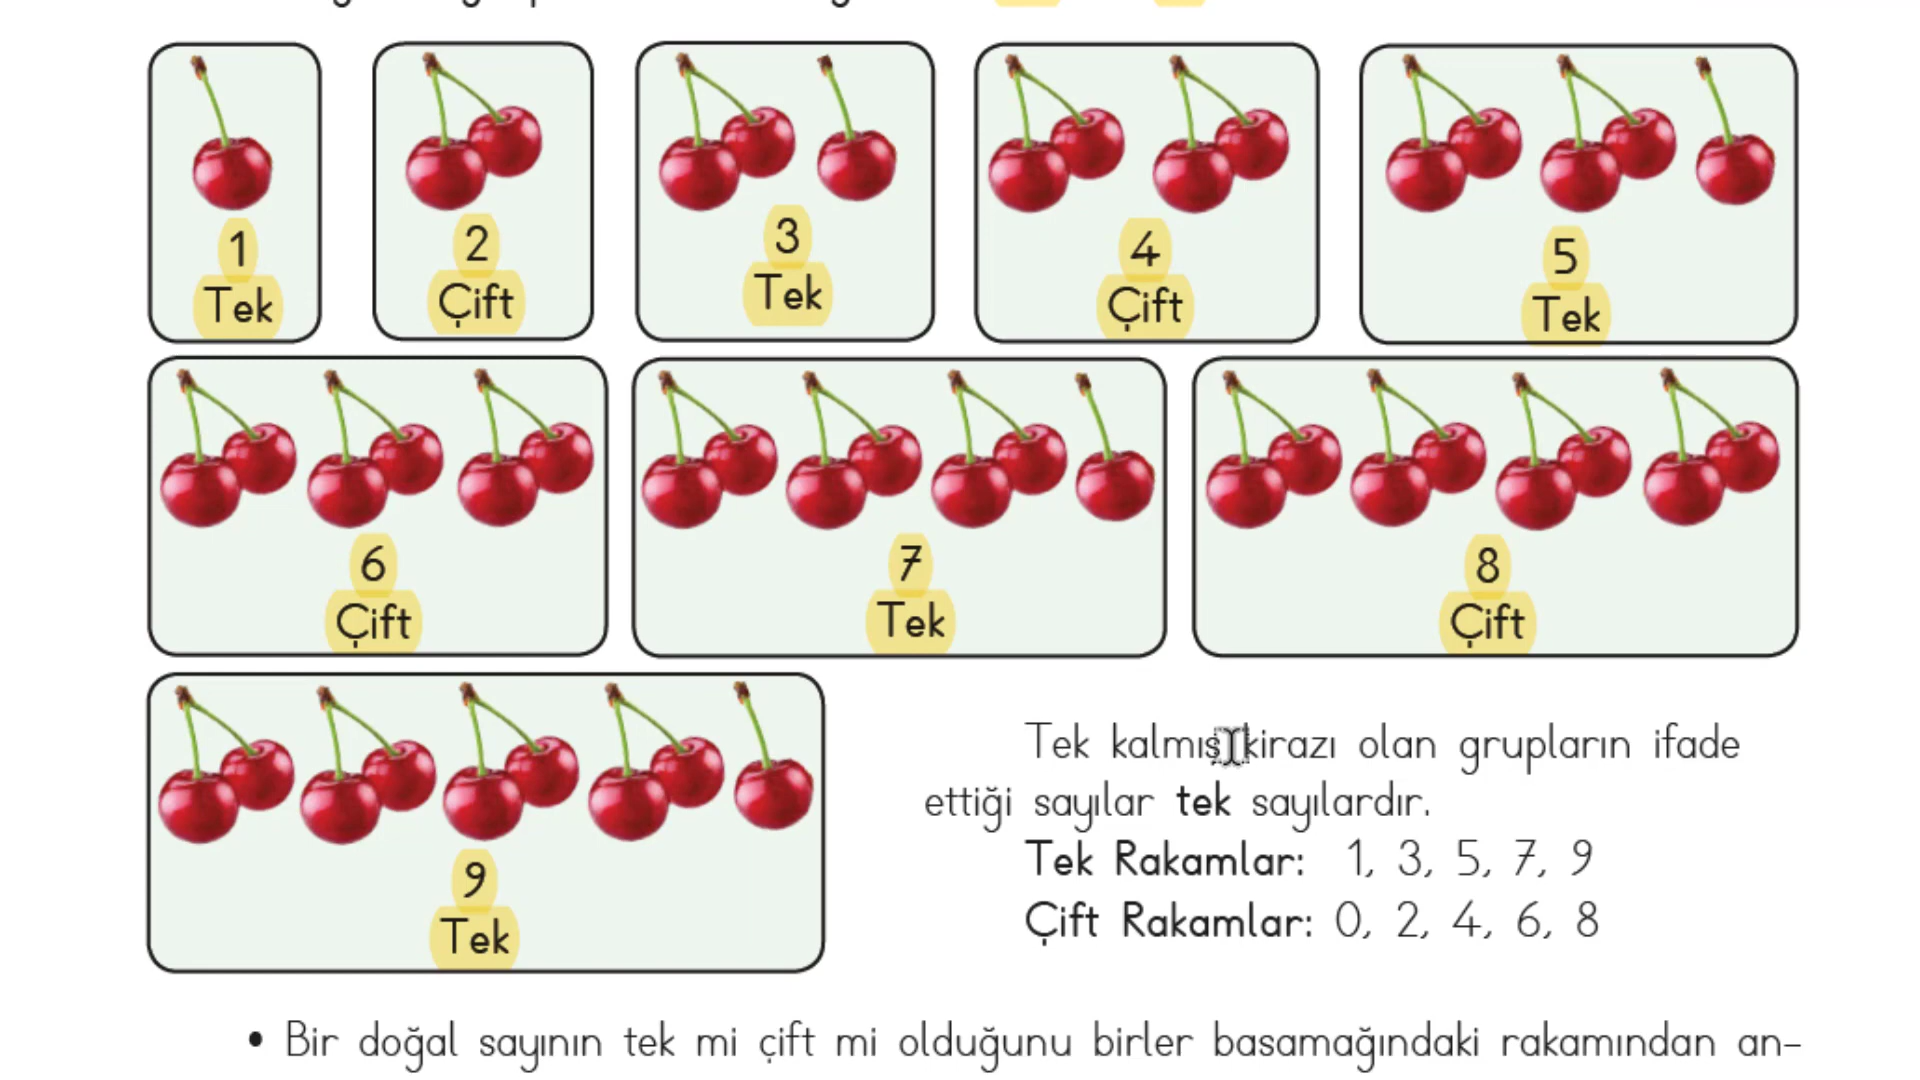 1
Tek
2
Çift
3
Tek
4
Çift
5
Tek
6
Çift
7
Tek
8
Çift
9
Tek
Tek kalmış kirazı olan grupların ifade
ettiği sayılar tek sayılardır.
Tek Rakamlar: 1, 3, 5, 7, 9
Çift Rakamlar: 0, 2, 4, 6, 8
• Bir doğal sayının tek mi çift mi olduğunu birler basamağındaki rakamından an-